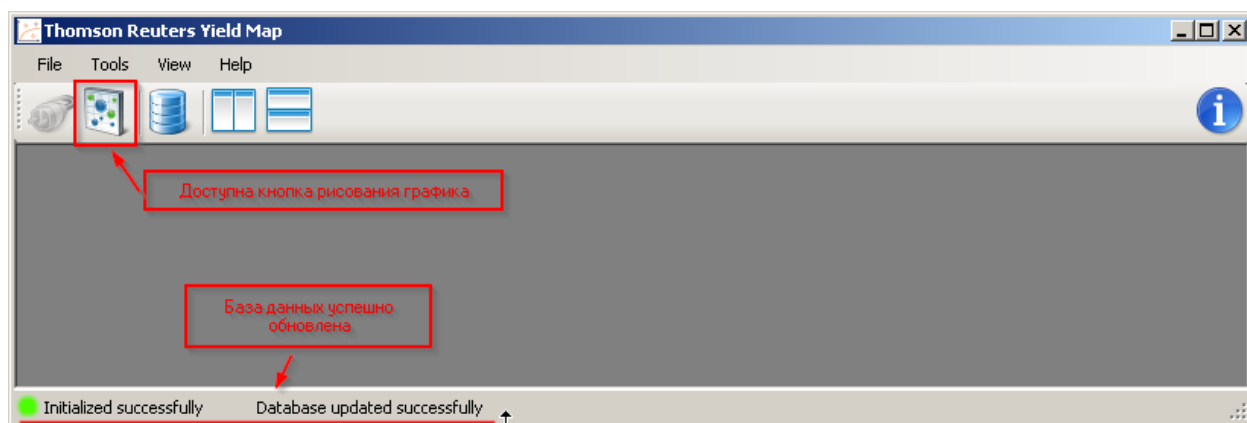 Thomson Reuters Yield Map
File Tools View Help
Доступна кнопка рисования графика
База данных успешно
обновлена
Initialized successfully Database updated successfully